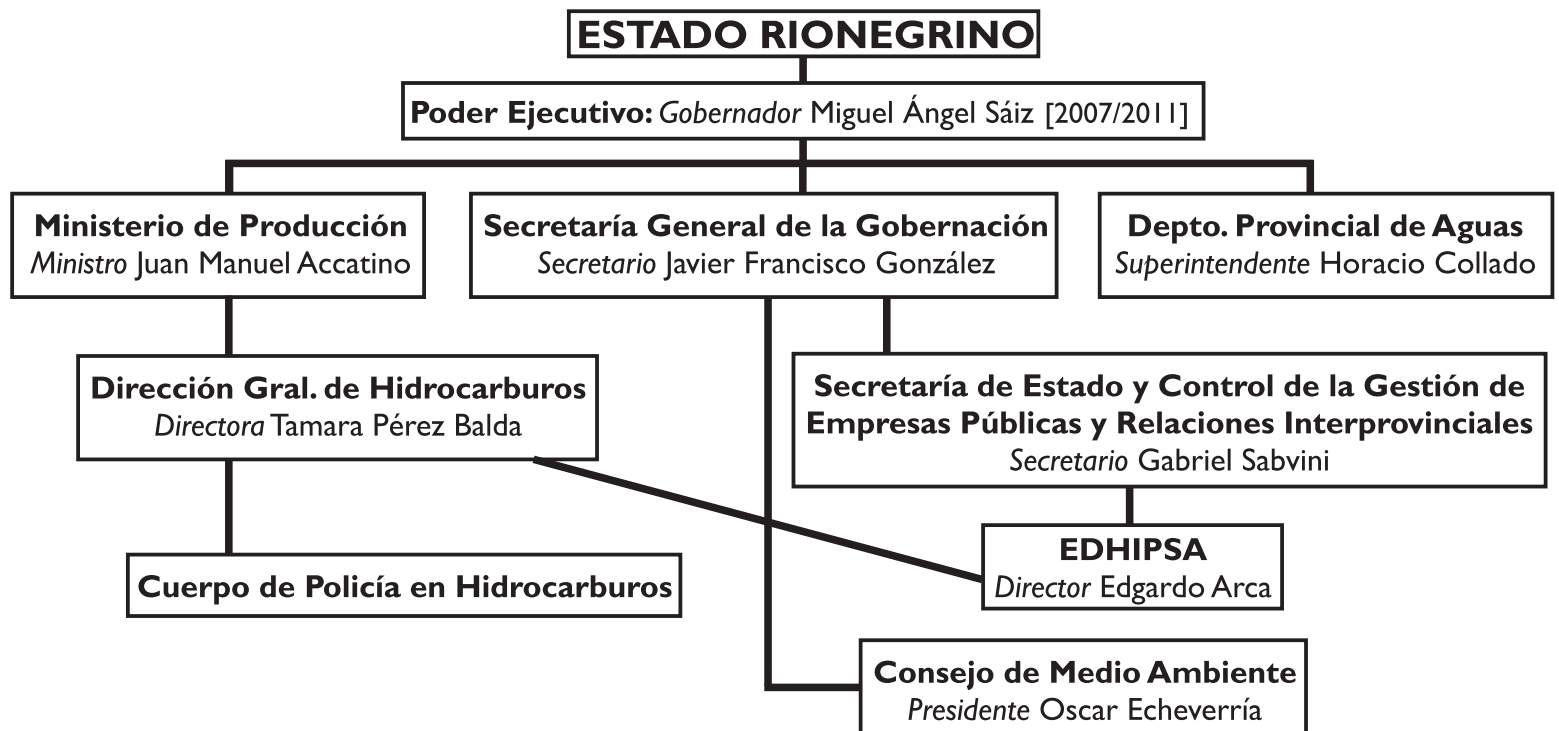 ESTADO RIONEGRINO
Poder Ejecutivo: Gobernador Miguel Ángel Sáiz [2007/2011]
Ministerio de Producción
Ministro Juan Manuel Accatino
Secretaría General de la Gobernación
Secretario Javier Francisco González
Depto. Provincial de Aguas
Superintendente Horacio Collado
Dirección Gral. de Hidrocarburos
Directora Tamara Pérez Balda
Secretaría de Estado y Control de la Gestión de
Empresas Públicas y Relaciones Interprovinciales
Secretario Gabriel Sabvini
Cuerpo de Policía en Hidrocarburos
EDHIPSA
Director Edgardo Arca
Consejo de Medio Ambiente
Presidente Oscar Echeverría